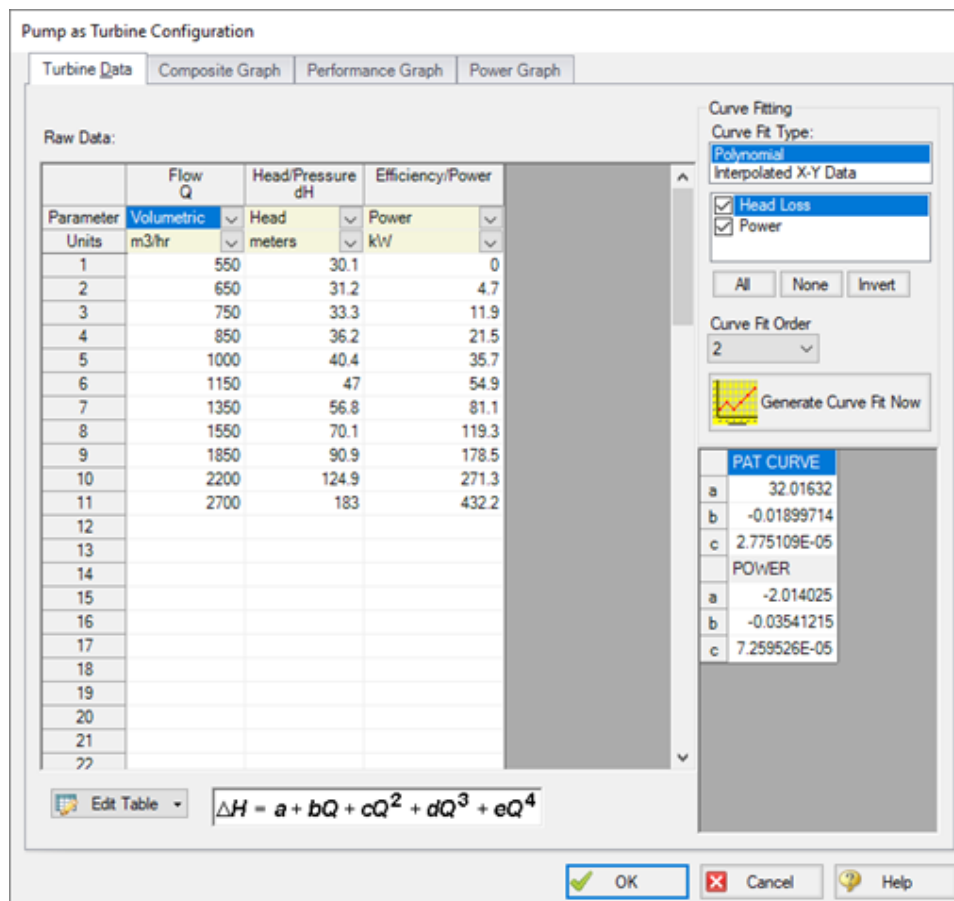 Pump as Turbine Configuration
Turbine Data Composite Graph Performance Graph Power Graph
Raw Data:
Flow Head/Pressure Efficiency/Power
Q dH
Parameter Volumetric Head Power
Units m3/hr meters kW
1 550 30.1 0
2 650 31.2 4.7
3 750 33.3 11.9
4 850 36.2 21.5
5 1000 40.4 35.7
6 1150 47 54.9
7 1350 56.8 81.1
8 1550 70.1 119.3
9 1850 90.9 178.5
10 2200 124.9 271.3
11 2700 183 432.2
12
13
14
15
16
17
18
19
20
21
22
Edit Table
ΔH = a + bQ + cQ² + dQ³ + eQ⁴
Curve Fitting
Curve Fit Type:
Polynomial
Interpolated X-Y Data
Head Loss
Power
All None Invert
Curve Fit Order
2
Generate Curve Fit Now
PAT CURVE
a 32.01632
b -0.01899714
c 2.775109E-05
POWER
a -2.014025
b -0.03541215
c 7.259526E-05
OK Cancel Help